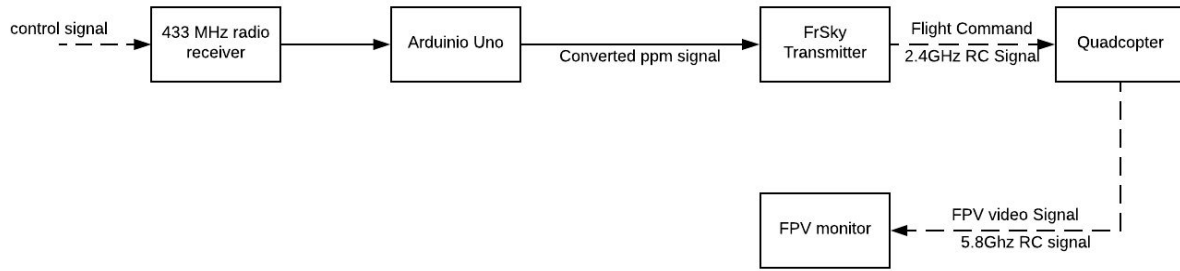 control signal
433 MHz radio
receiver
Arduinio Uno
Converted ppm signal
FrSky
Transmitter
Flight Command
2.4GHz RC Signal
Quadcopter
FPV monitor
FPV video Signal
5.8Ghz RC signal